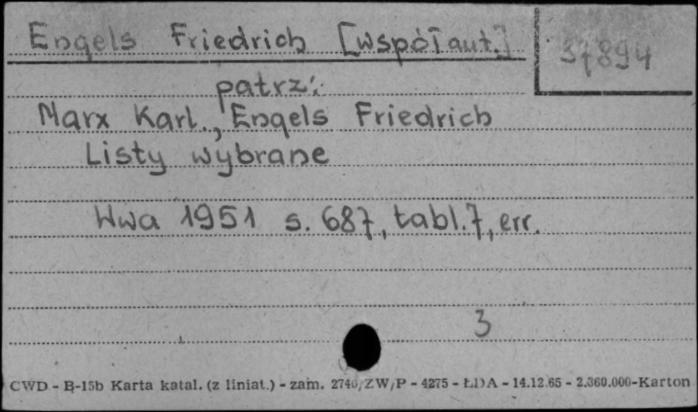 Engels Friedrich [współaut.]
37894
patrz:
Marx Karl., Engels Friedrich
Listy wybrane
Wwa 1951 s. 687, tabl. 7, err.
3
CWD - B-15b Karta katal. (z liniat.) - zam. 2740/ZW/P - 4275 - ŁDA - 14.12.65 - 2.360.000-Karton